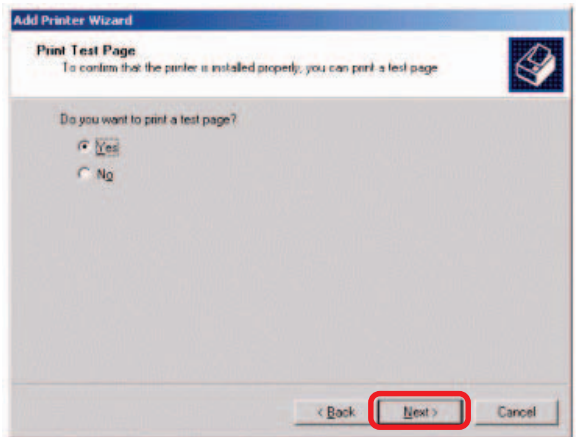 Add Printer Wizard
Print Test Page
To confirm that the printer is installed properly, you can print a test page
Do you want to print a test page?
Yes
No
< Back Next > Cancel